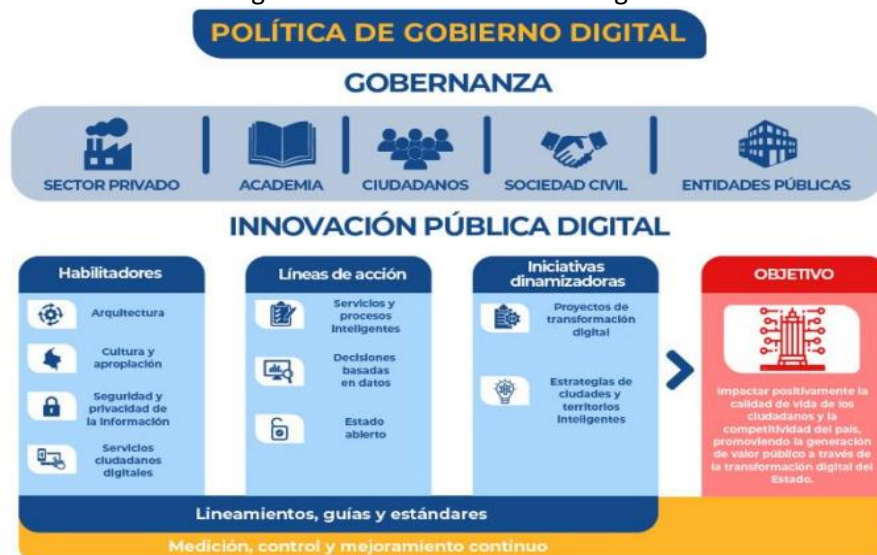 POLÍTICA DE GOBIERNO DIGITAL
GOBERNANZA
SECTOR PRIVADO
ACADEMIA
CIUDADANOS
SOCIEDAD CIVIL
ENTIDADES PÚBLICAS
INNOVACIÓN PÚBLICA DIGITAL
Habilitadores
Arquitectura
Cultura y
apropiación
Seguridad y
privacidad de
la información
Servicios
ciudadanos
digitales
Líneas de acción
Servicios y
procesos
inteligentes
Decisiones
basadas
en datos
Estado
abierto
Iniciativas
dinamizadoras
Proyectos de
transformación
digital
Estrategias de
ciudades y
territorios
inteligentes
OBJETIVO
Impactar positivamente la
calidad de vida de los
ciudadanos y la
competitividad del país,
promoviendo la generación
de valor público a través de
la transformación digital del
Estado.
Lineamientos, guías y estándares
Medición, control y mejoramiento continuo